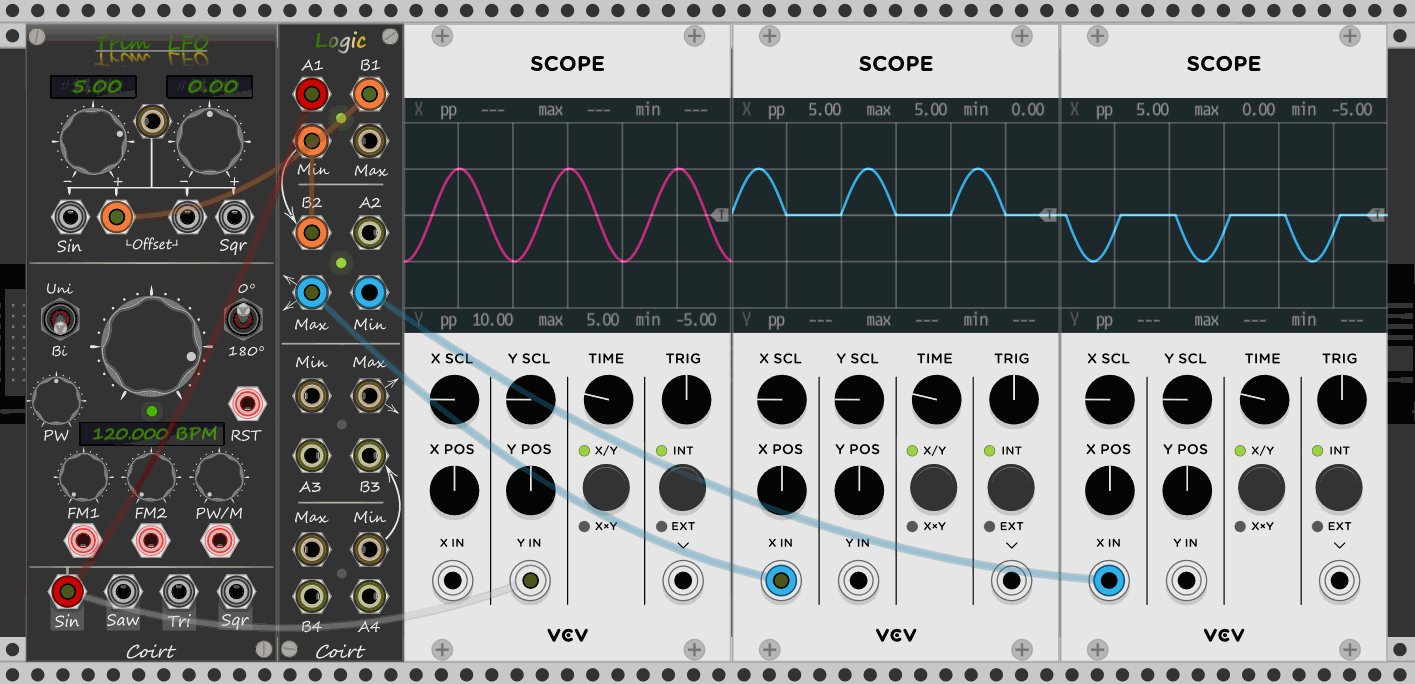 Trim LFO
5.00 0.00
− + − +
Sin Offset Sqr
Uni 0°
Bi 180°
PW 120.000 BPM RST
FM1 FM2 PW/M
Sin Saw Tri Sqr
Coirt
Logic
A1 B1
Min Max
B2 A2
Max Min
Min Max
A3 B3
Max Min
B4 A4
Coirt
SCOPE
X pp --- max --- min ---
T
Y pp 10.00 max 5.00 min -5.00
X SCL Y SCL TIME TRIG
X POS Y POS X/Y INT
X×Y EXT
X IN Y IN
VCV
SCOPE
X pp 5.00 max 5.00 min 0.00
T
Y pp --- max --- min ---
X SCL Y SCL TIME TRIG
X POS Y POS X/Y INT
X×Y EXT
X IN Y IN
VCV
SCOPE
X pp 5.00 max 0.00 min -5.00
T
Y pp --- max --- min ---
X SCL Y SCL TIME TRIG
X POS Y POS X/Y INT
X×Y EXT
X IN Y IN
VCV